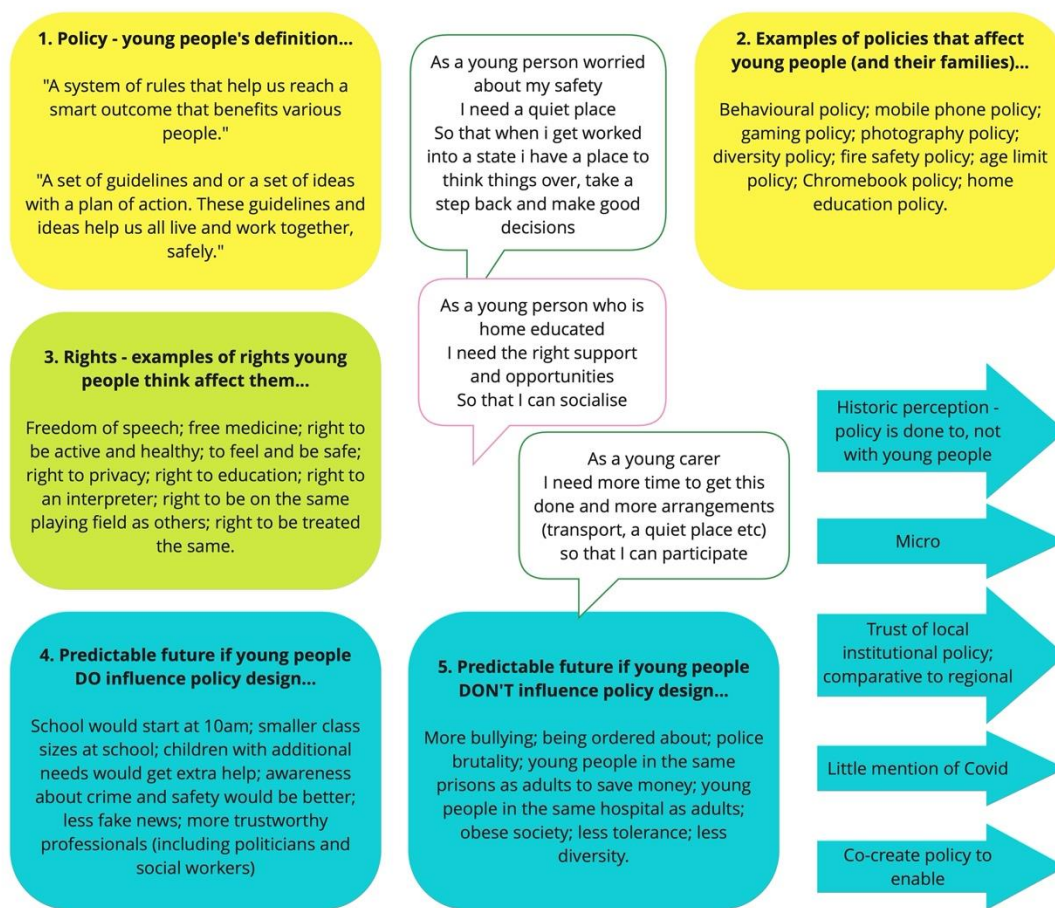 1. Policy - young people's definition...
"A system of rules that help us reach a
smart outcome that benefits various
people."
"A set of guidelines and or a set of ideas
with a plan of action. These guidelines and
ideas help us all live and work together,
safely."
As a young person worried
about my safety
I need a quiet place
So that when i get worked
into a state i have a place to
think things over, take a
step back and make good
decisions
2. Examples of policies that affect
young people (and their families)...
Behavioural policy; mobile phone policy;
gaming policy; photography policy;
diversity policy; fire safety policy; age limit
policy; Chromebook policy; home
education policy.
As a young person who is
home educated
I need the right support
and opportunities
So that I can socialise
3. Rights - examples of rights young
people think affect them...
Freedom of speech; free medicine; right to
be active and healthy; to feel and be safe;
right to privacy; right to education; right to
an interpreter; right to be on the same
playing field as others; right to be treated
the same.
As a young carer
I need more time to get this
done and more arrangements
(transport, a quiet place etc)
so that I can participate
Historic perception -
policy is done to, not
with young people
Micro
Trust of local
institutional policy;
comparative to regional
Little mention of Covid
Co-create policy to
enable
4. Predictable future if young people
DO influence policy design...
School would start at 10am; smaller class
sizes at school; children with additional
needs would get extra help; awareness
about crime and safety would be better;
less fake news; more trustworthy
professionals (including politicians and
social workers)
5. Predictable future if young people
DON'T influence policy design...
More bullying; being ordered about; police
brutality; young people in the same
prisons as adults to save money; young
people in the same hospital as adults;
obese society; less tolerance; less
diversity.